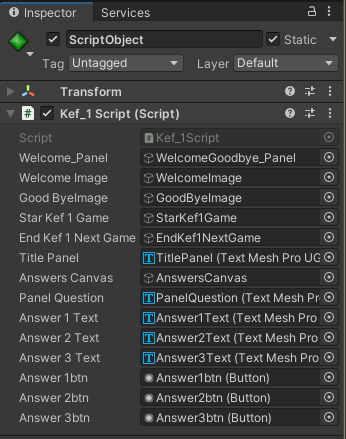 Inspector Services
ScriptObject Static
Tag Untagged Layer Default
Transform
# Kef_1 Script (Script)
Script # Kef_1Script
Welcome_Panel WelcomeGoodbye_Panel
Welcome Image WelcomeImage
Good ByeImage GoodByeImage
Star Kef 1 Game StarKef1Game
End Kef 1 Next Game EndKef1NextGame
Title Panel TitlePanel (Text Mesh Pro UG
Answers Canvas AnswersCanvas
Panel Question PanelQuestion (Text Mesh Pr
Answer 1 Text Answer1Text (Text Mesh Pro
Answer 2 Text Answer2Text (Text Mesh Pro
Answer 3 Text Answer3Text (Text Mesh Pro
Answer 1btn Answer1btn (Button)
Answer 2btn Answer2btn (Button)
Answer 3btn Answer3btn (Button)